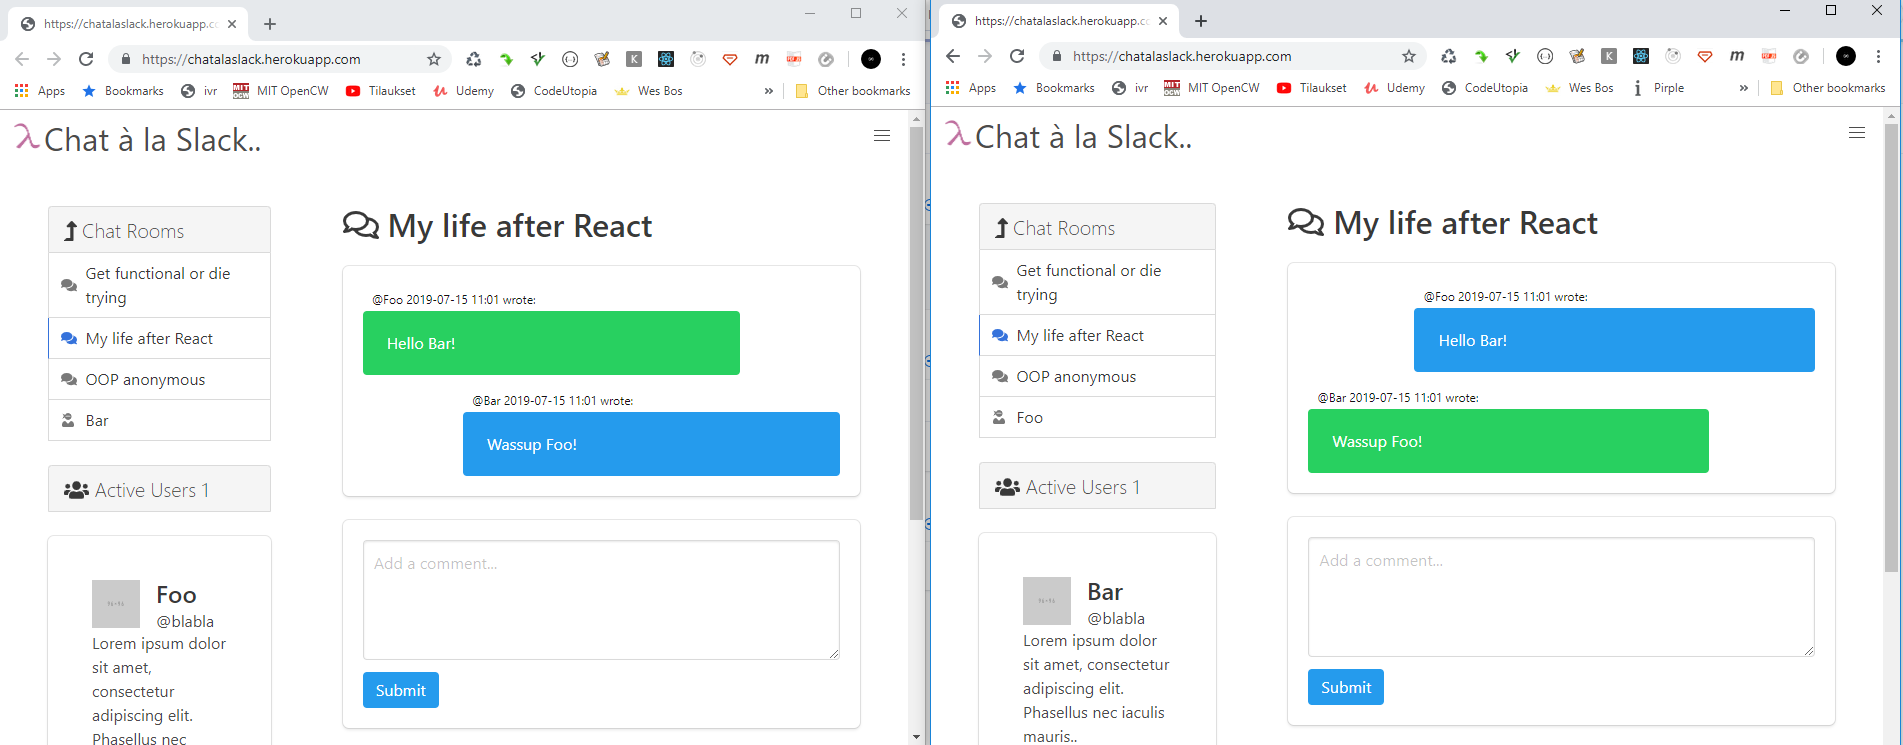 https://chatalaslack.herokuapp.co
https://chatalaslack.herokuapp.com
Apps Bookmarks ivr MIT OpenCW Tilaukset Udemy CodeUtopia Wes Bos » Other bookmarks
λ Chat à la Slack..
Chat Rooms
Get functional or die
trying
My life after React
OOP anonymous
Bar
Active Users 1
Foo
@blabla
Lorem ipsum dolor
sit amet,
consectetur
adipiscing elit.
Phasellus nec
My life after React
@Foo 2019-07-15 11:01 wrote:
Hello Bar!
@Bar 2019-07-15 11:01 wrote:
Wassup Foo!
Add a comment...
Submit
https://chatalaslack.herokuapp.co
https://chatalaslack.herokuapp.com
Apps Bookmarks ivr MIT OpenCW Tilaukset Udemy CodeUtopia Wes Bos Pirple » Other bookmarks
λ Chat à la Slack..
Chat Rooms
Get functional or die
trying
My life after React
OOP anonymous
Foo
Active Users 1
Bar
@blabla
Lorem ipsum dolor
sit amet, consectetur
adipiscing elit.
Phasellus nec iaculis
mauris..
My life after React
@Foo 2019-07-15 11:01 wrote:
Hello Bar!
@Bar 2019-07-15 11:01 wrote:
Wassup Foo!
Add a comment...
Submit